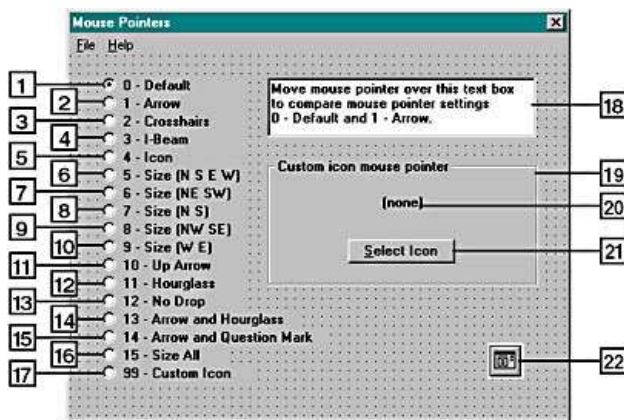 Mouse Pointers
File Help
1 0 - Default
2 1 - Arrow
3 2 - Crosshairs
4 3 - I-Beam
5 4 - Icon
6 5 - Size (N S E W)
7 6 - Size (NE SW)
8 7 - Size (N S)
9 8 - Size (NW SE)
10 9 - Size (W E)
11 10 - Up Arrow
12 11 - Hourglass
13 12 - No Drop
14 13 - Arrow and Hourglass
15 14 - Arrow and Question Mark
16 15 - Size All
17 99 - Custom Icon
Move mouse pointer over this text box
to compare mouse pointer settings
0 - Default and 1 - Arrow.
18
Custom icon mouse pointer
19
(none)
20
Select Icon
21
22